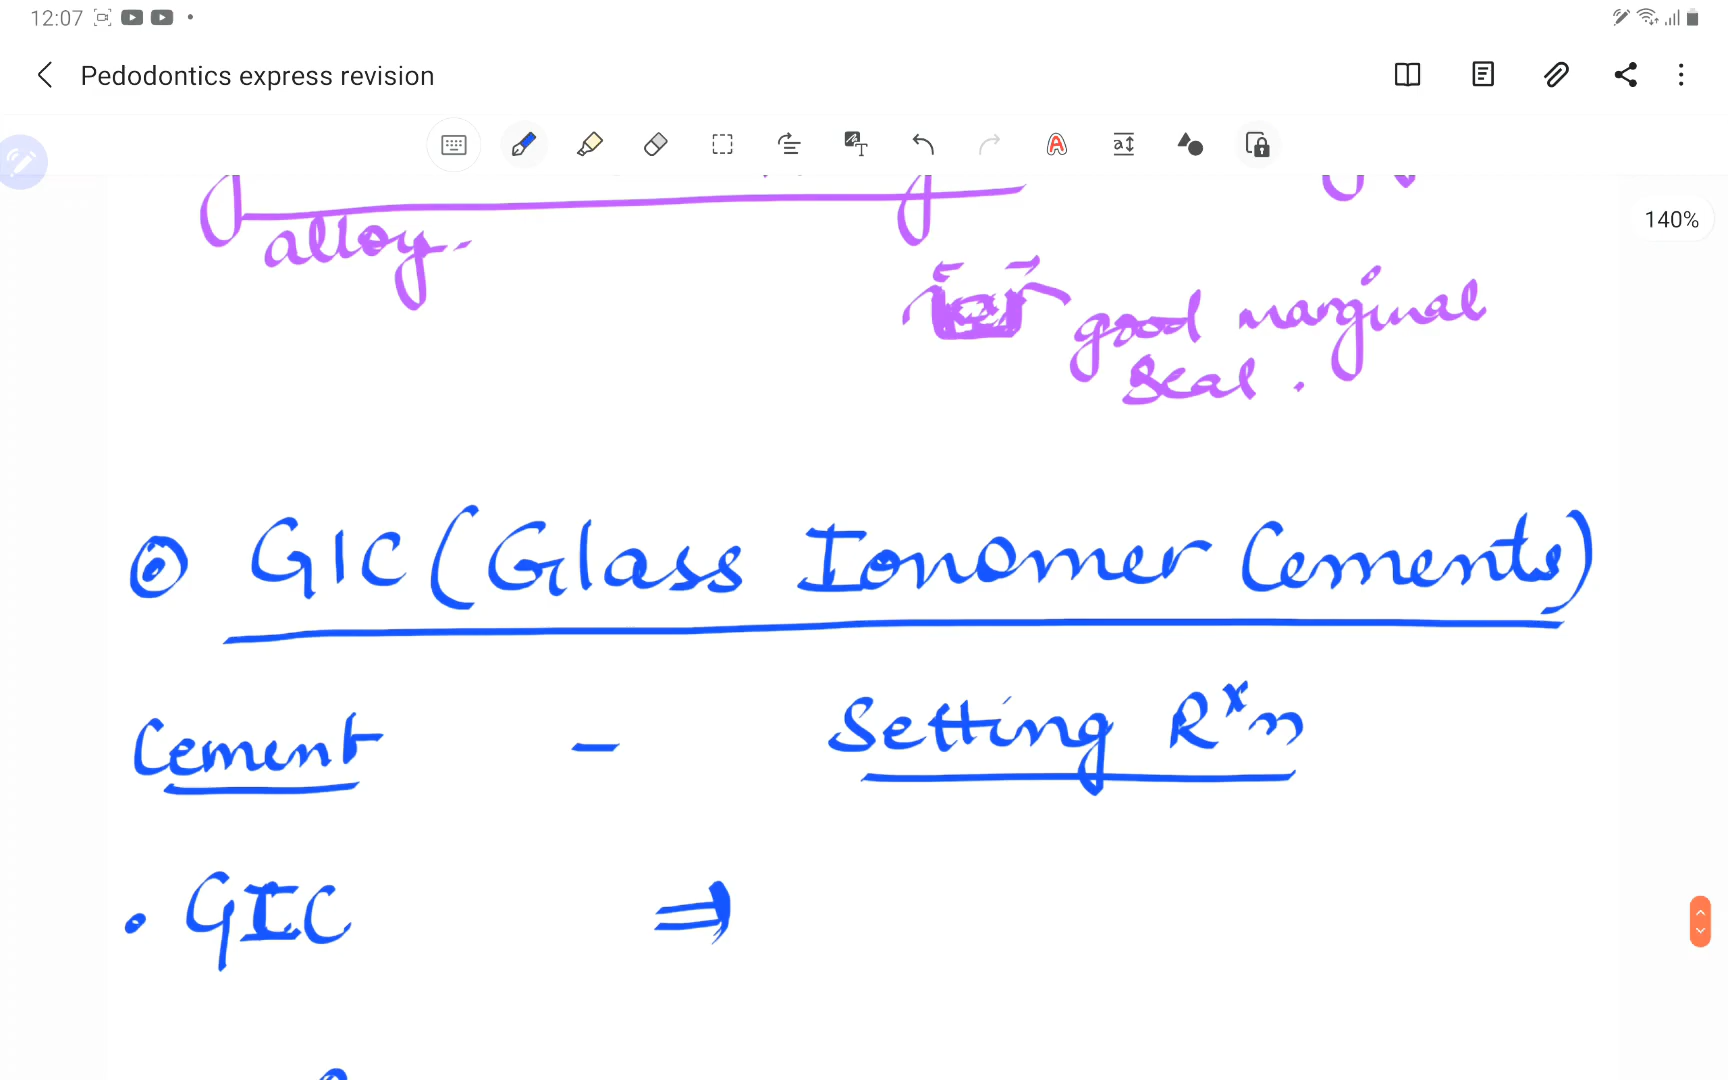 12:07
Pedodontics express revision
140%
alloy.
good marginal
seal.
GIC (Glass Ionomer Cements)
Cement - Setting Rxn
• GIC ⇒